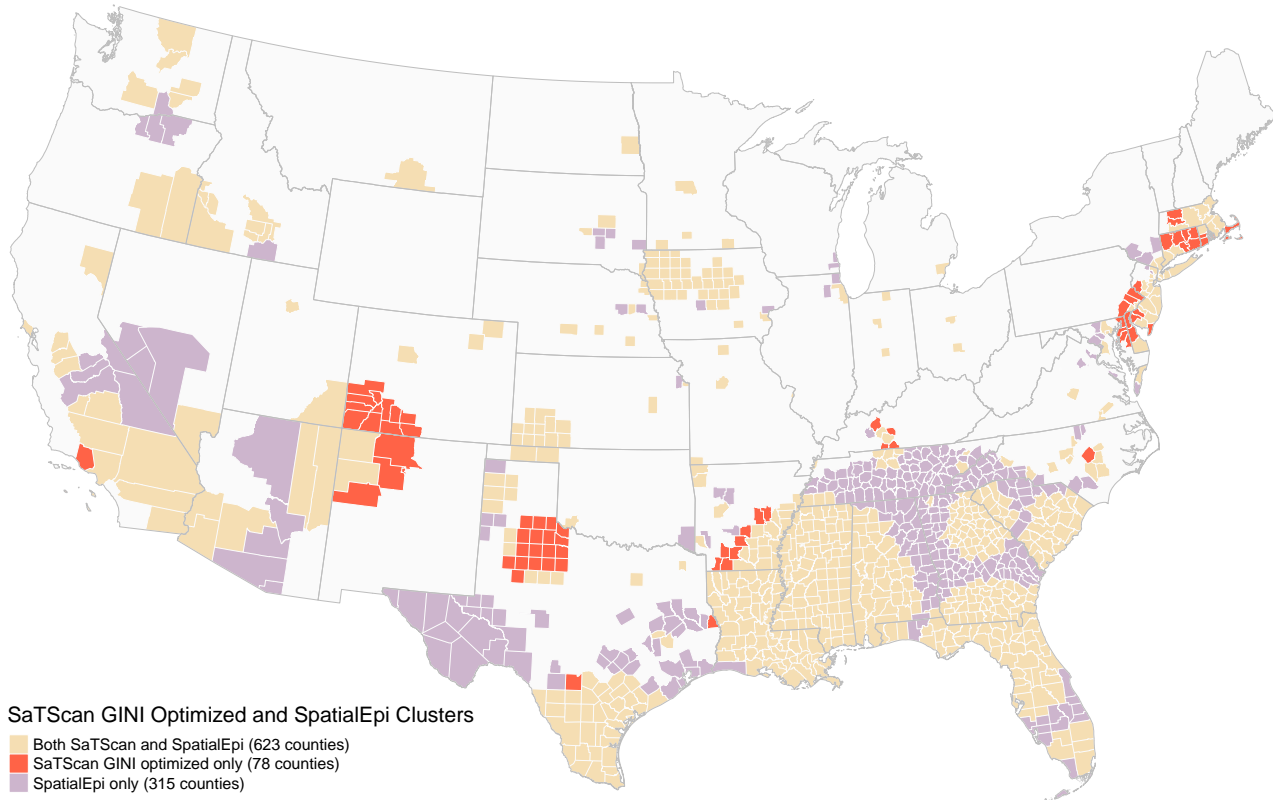 SaTScan GINI Optimized and SpatialEpi Clusters
Both SaTScan and SpatialEpi (623 counties)
SaTScan GINI optimized only (78 counties)
SpatialEpi only (315 counties)